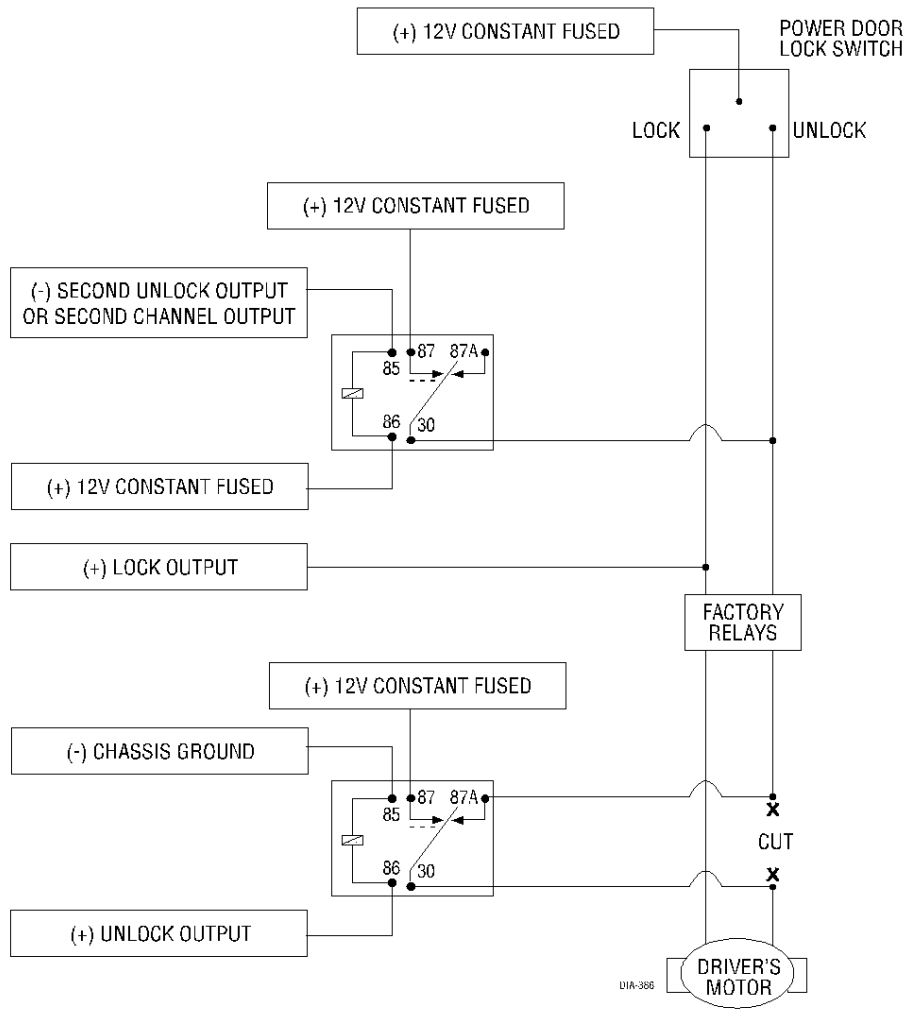 (+) 12V CONSTANT FUSED
POWER DOOR
LOCK SWITCH
LOCK
UNLOCK
(+) 12V CONSTANT FUSED
(-) SECOND UNLOCK OUTPUT
OR SECOND CHANNEL OUTPUT
87
87A
85
86
30
(+) 12V CONSTANT FUSED
(+) LOCK OUTPUT
FACTORY
RELAYS
(+) 12V CONSTANT FUSED
(-) CHASSIS GROUND
87
87A
85
X
CUT
X
86
30
(+) UNLOCK OUTPUT
DRIVER'S
MOTOR
DIA-386